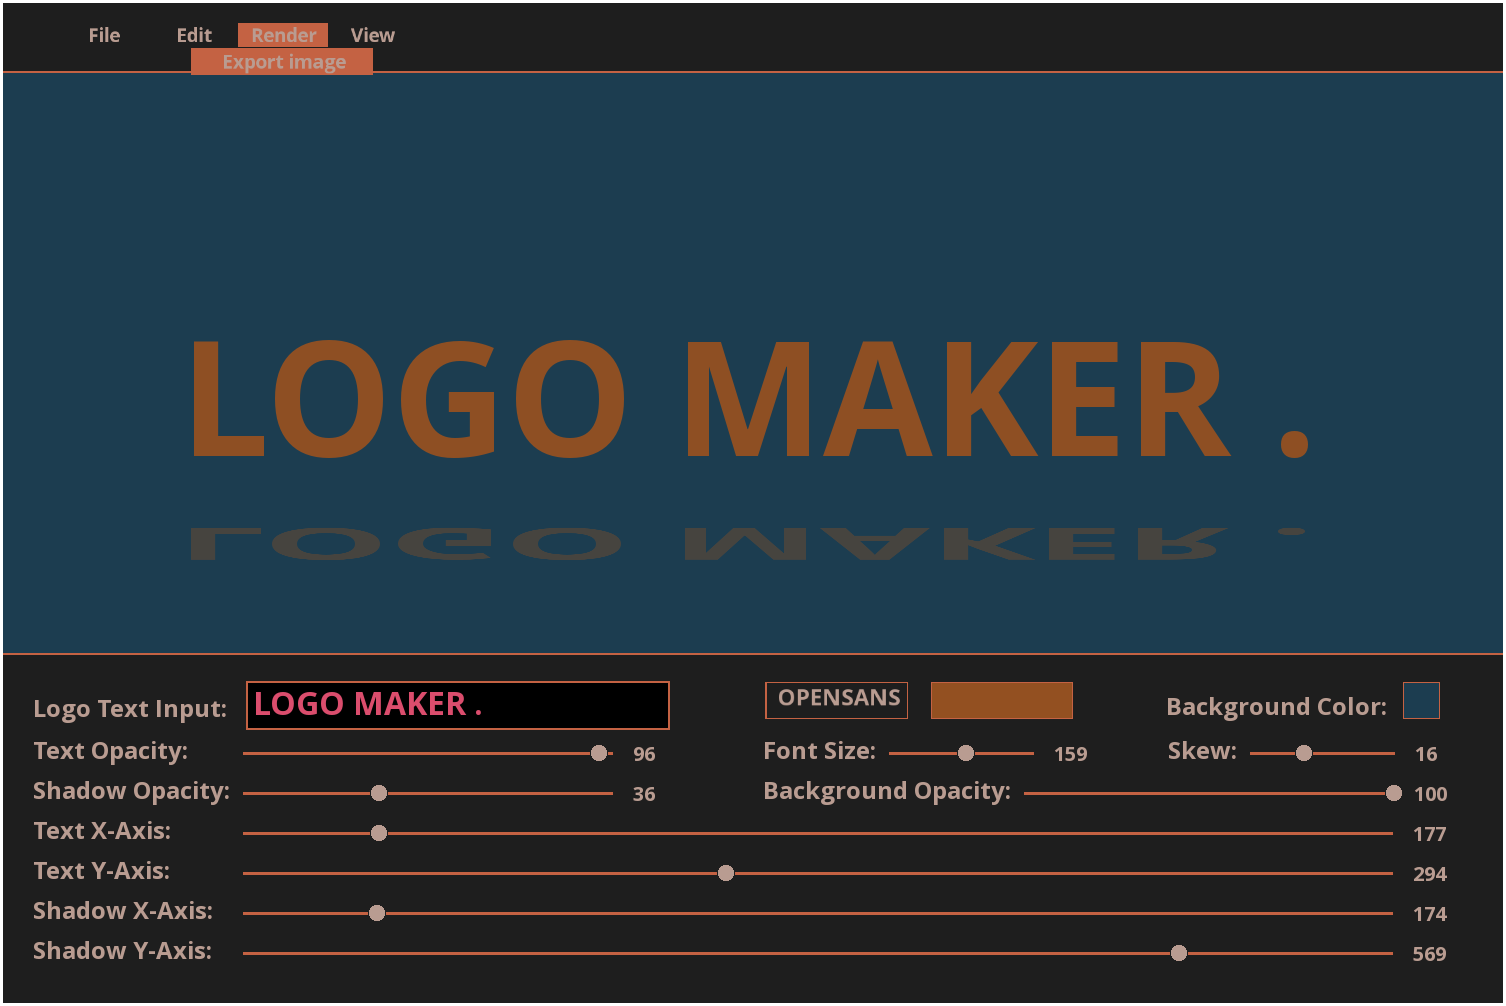 File Edit Render View
Export image
LOGO MAKER .
LOGO MAKER .
Logo Text Input: LOGO MAKER . OPENSANS Background Color:
Text Opacity: 96 Font Size: 159 Skew: 16
Shadow Opacity: 36 Background Opacity: 100
Text X-Axis: 177
Text Y-Axis: 294
Shadow X-Axis: 174
Shadow Y-Axis: 569